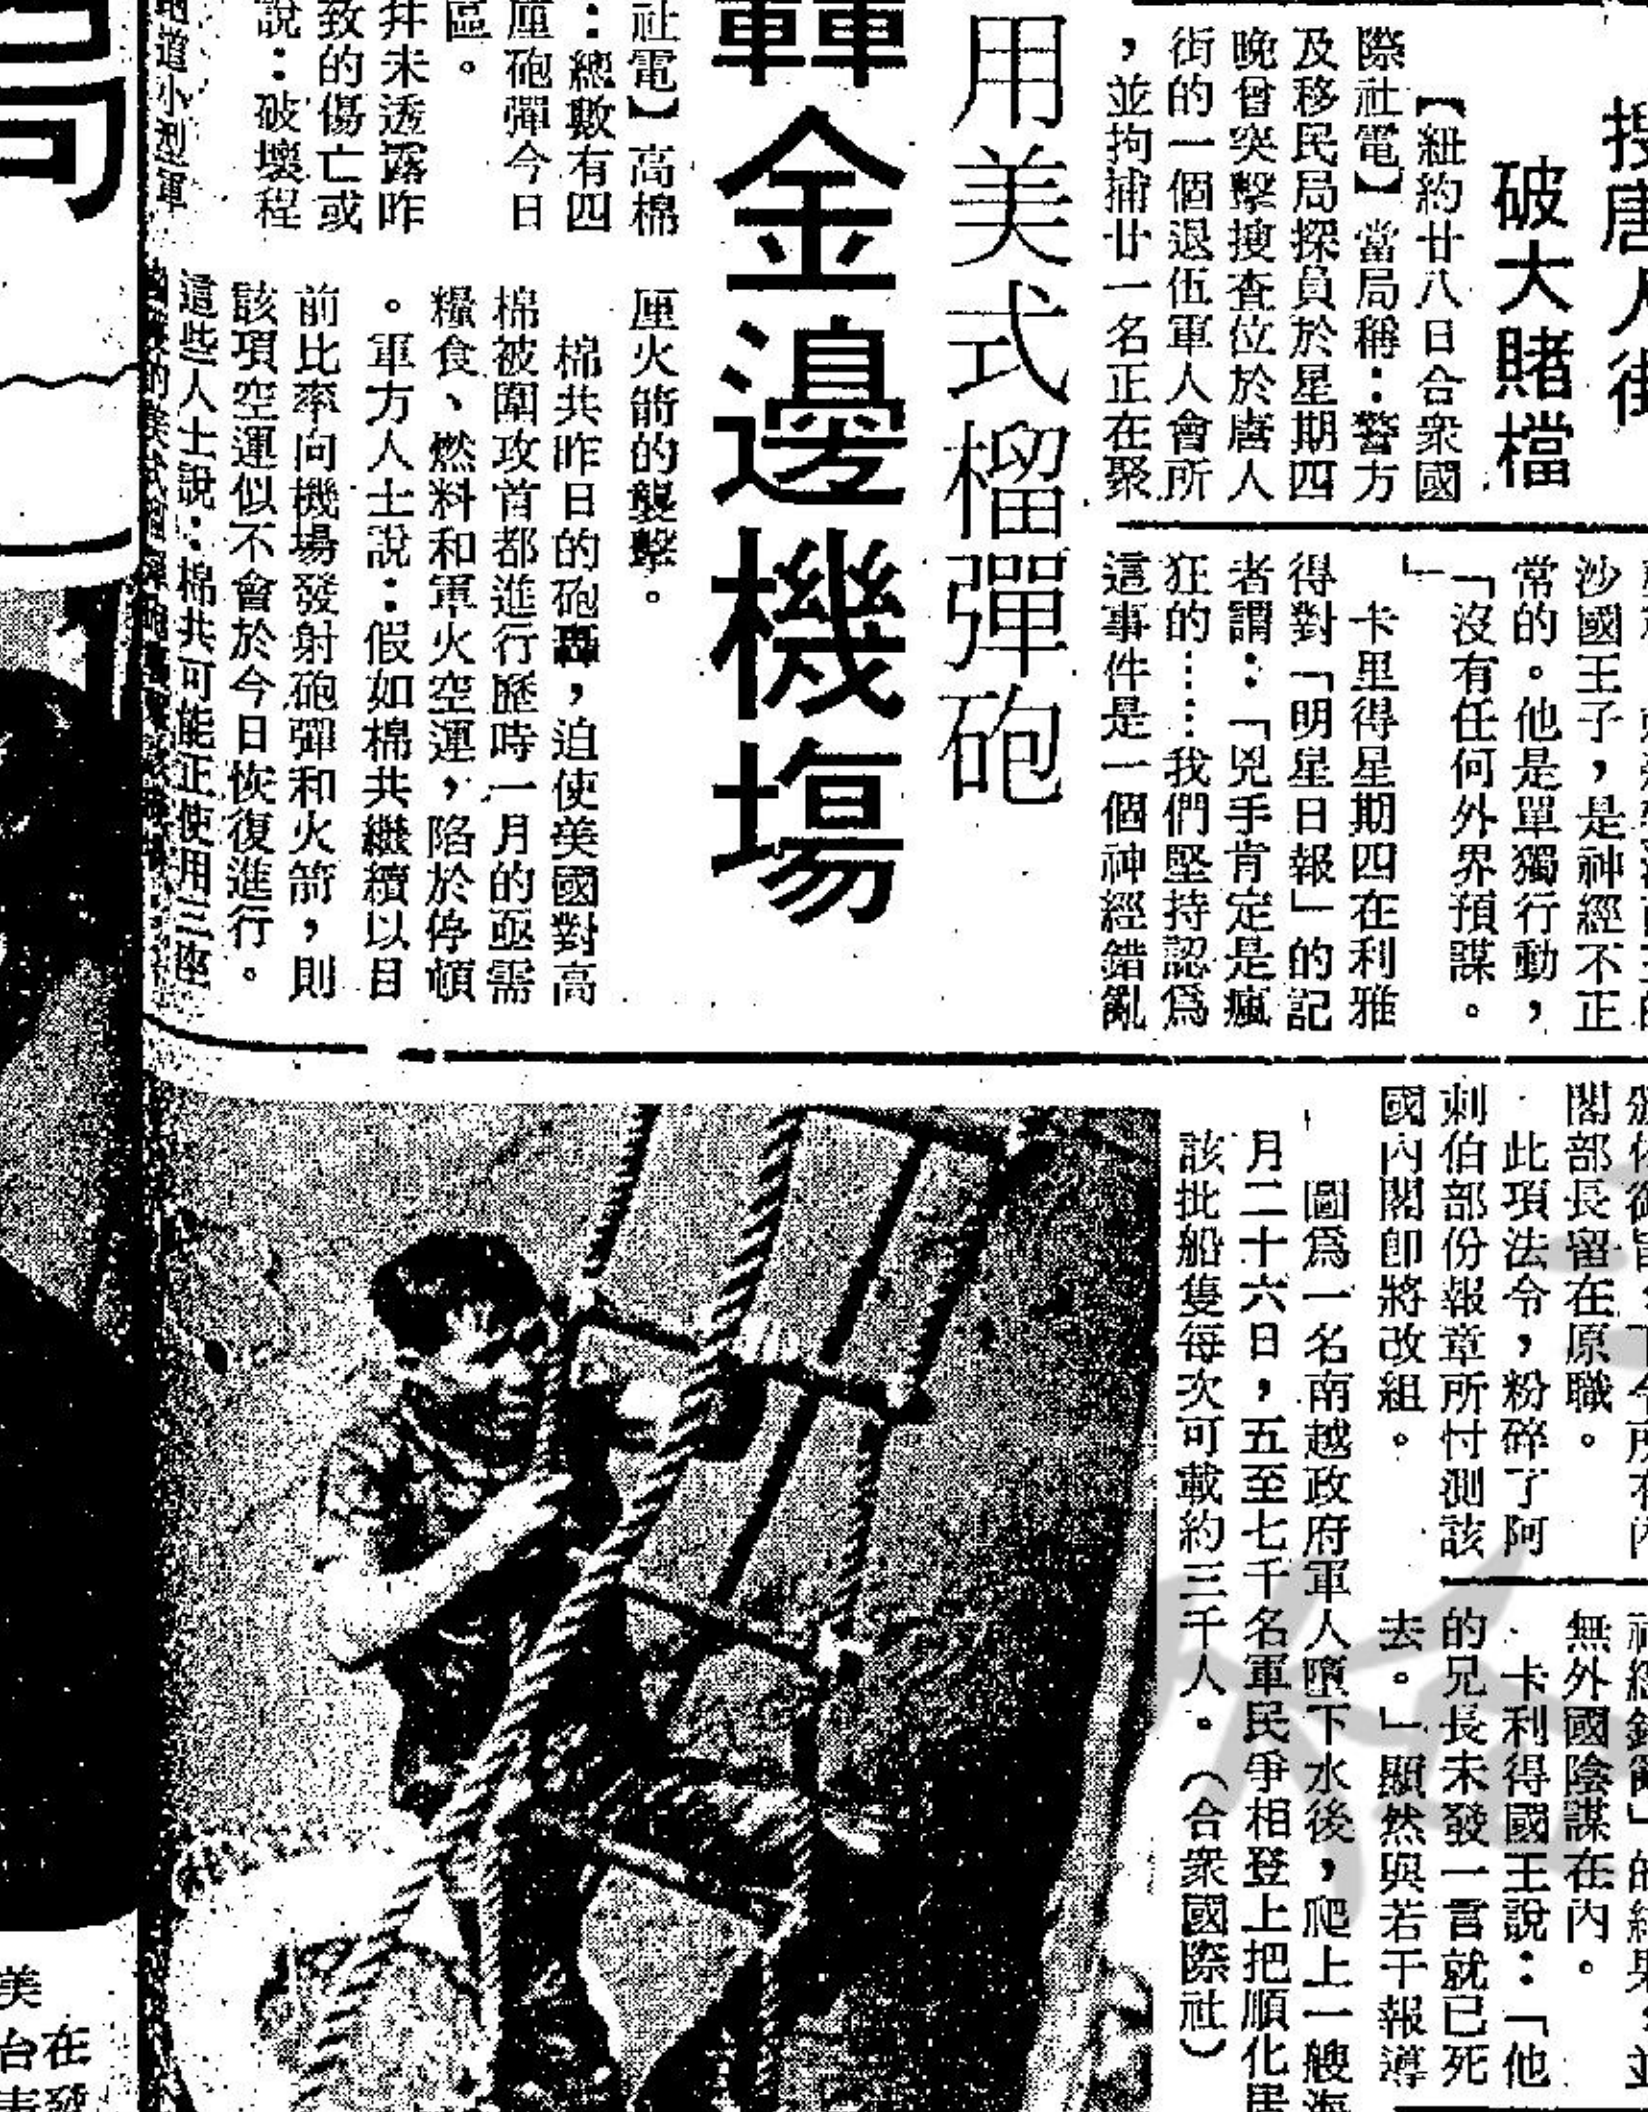 搜唐人街
破大賭檔
【紐約廿八日合衆國
際社電】當局稱：警方
及移民局探員於星期四
晚曾突擊搜查位於唐人
街的一個退伍軍人會所
，並拘捕廿一名正在聚
沙國王子，是神經不正
常的。他是單獨行動，
「沒有任何外界預謀。
」
卡里得星期四在利雅
得對「明星日報」的記
者謂：「兇手肯定是瘋
狂的……我們堅持認爲
這事件是一個神經錯亂
用美式榴彈砲
轟金邊機塲
社電】高棉
：總數有四
厘砲彈今日
區。
并未透露昨
致的傷亡或
說：破壞程
地道小型軍
厘火箭的襲擊。
棉共昨日的砲轟，迫使美國對高
棉被圍攻首都進行歷時一月的亟需
糧食、燃料和軍火空運，陷於停頓
。軍方人士說：假如棉共繼續以目
前比率向機場發射砲彈和火箭，則
該項空運似不會於今日恢復進行。
這些人士說：棉共可能正使用三座
閣部長留在原職。
此項法令，粉碎了阿
刺伯部份報章所忖測該
國內閣卽將改組。
無外國陰謀在內。
卡利得國王說：「他
的兄長未發一言就已死
去。」顯然與若干報導
圖爲一名南越政府軍人墮下水後，爬上一艘海
月二十六日，五至七千名軍民爭相登上把順化居
該批船隻每次可載約三千人。（合衆國際社）
美
台
在